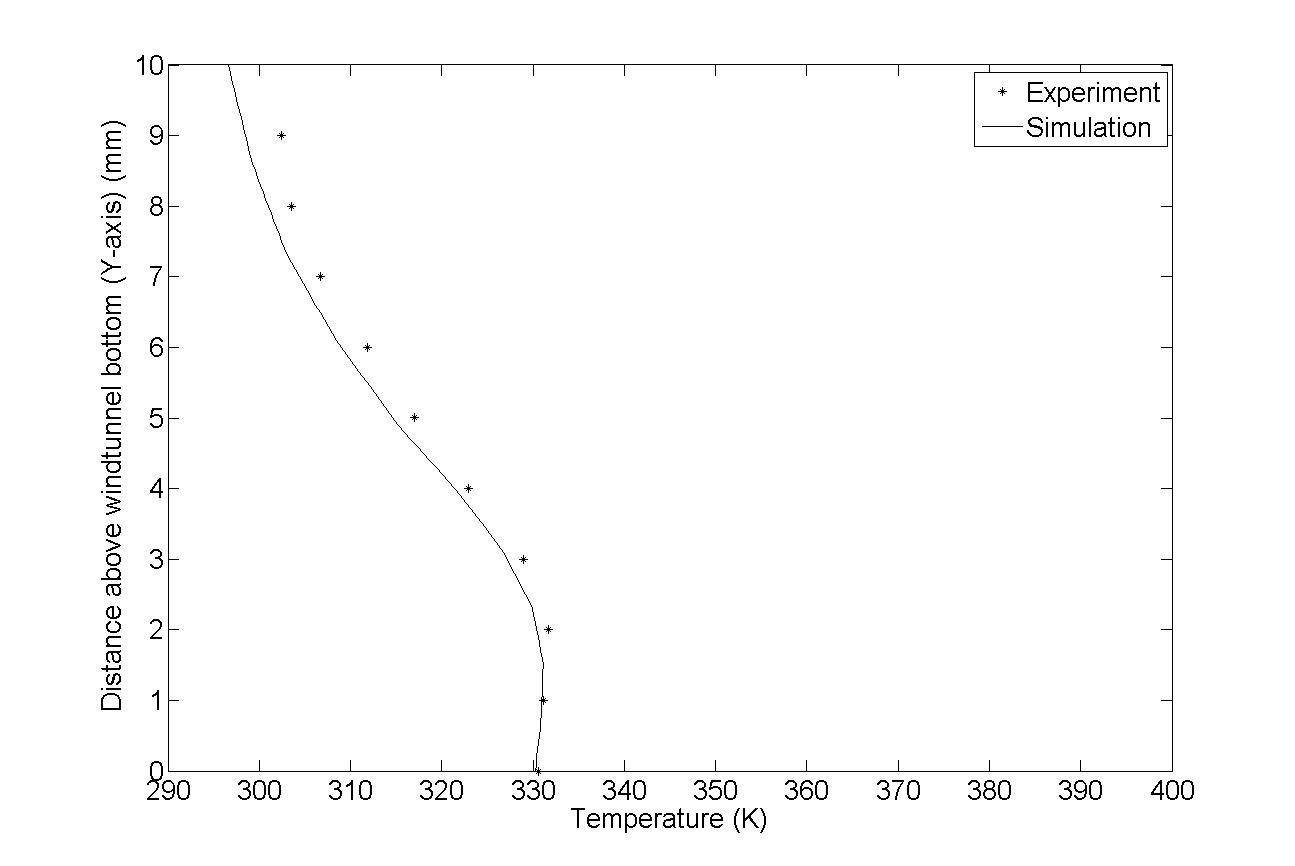 Distance above windtunnel bottom (Y-axis) (mm)
10
9
8
7
6
5
4
3
2
1
0
Experiment
Simulation
290 300 310 320 330 340 350 360 370 380 390 400
Temperature (K)